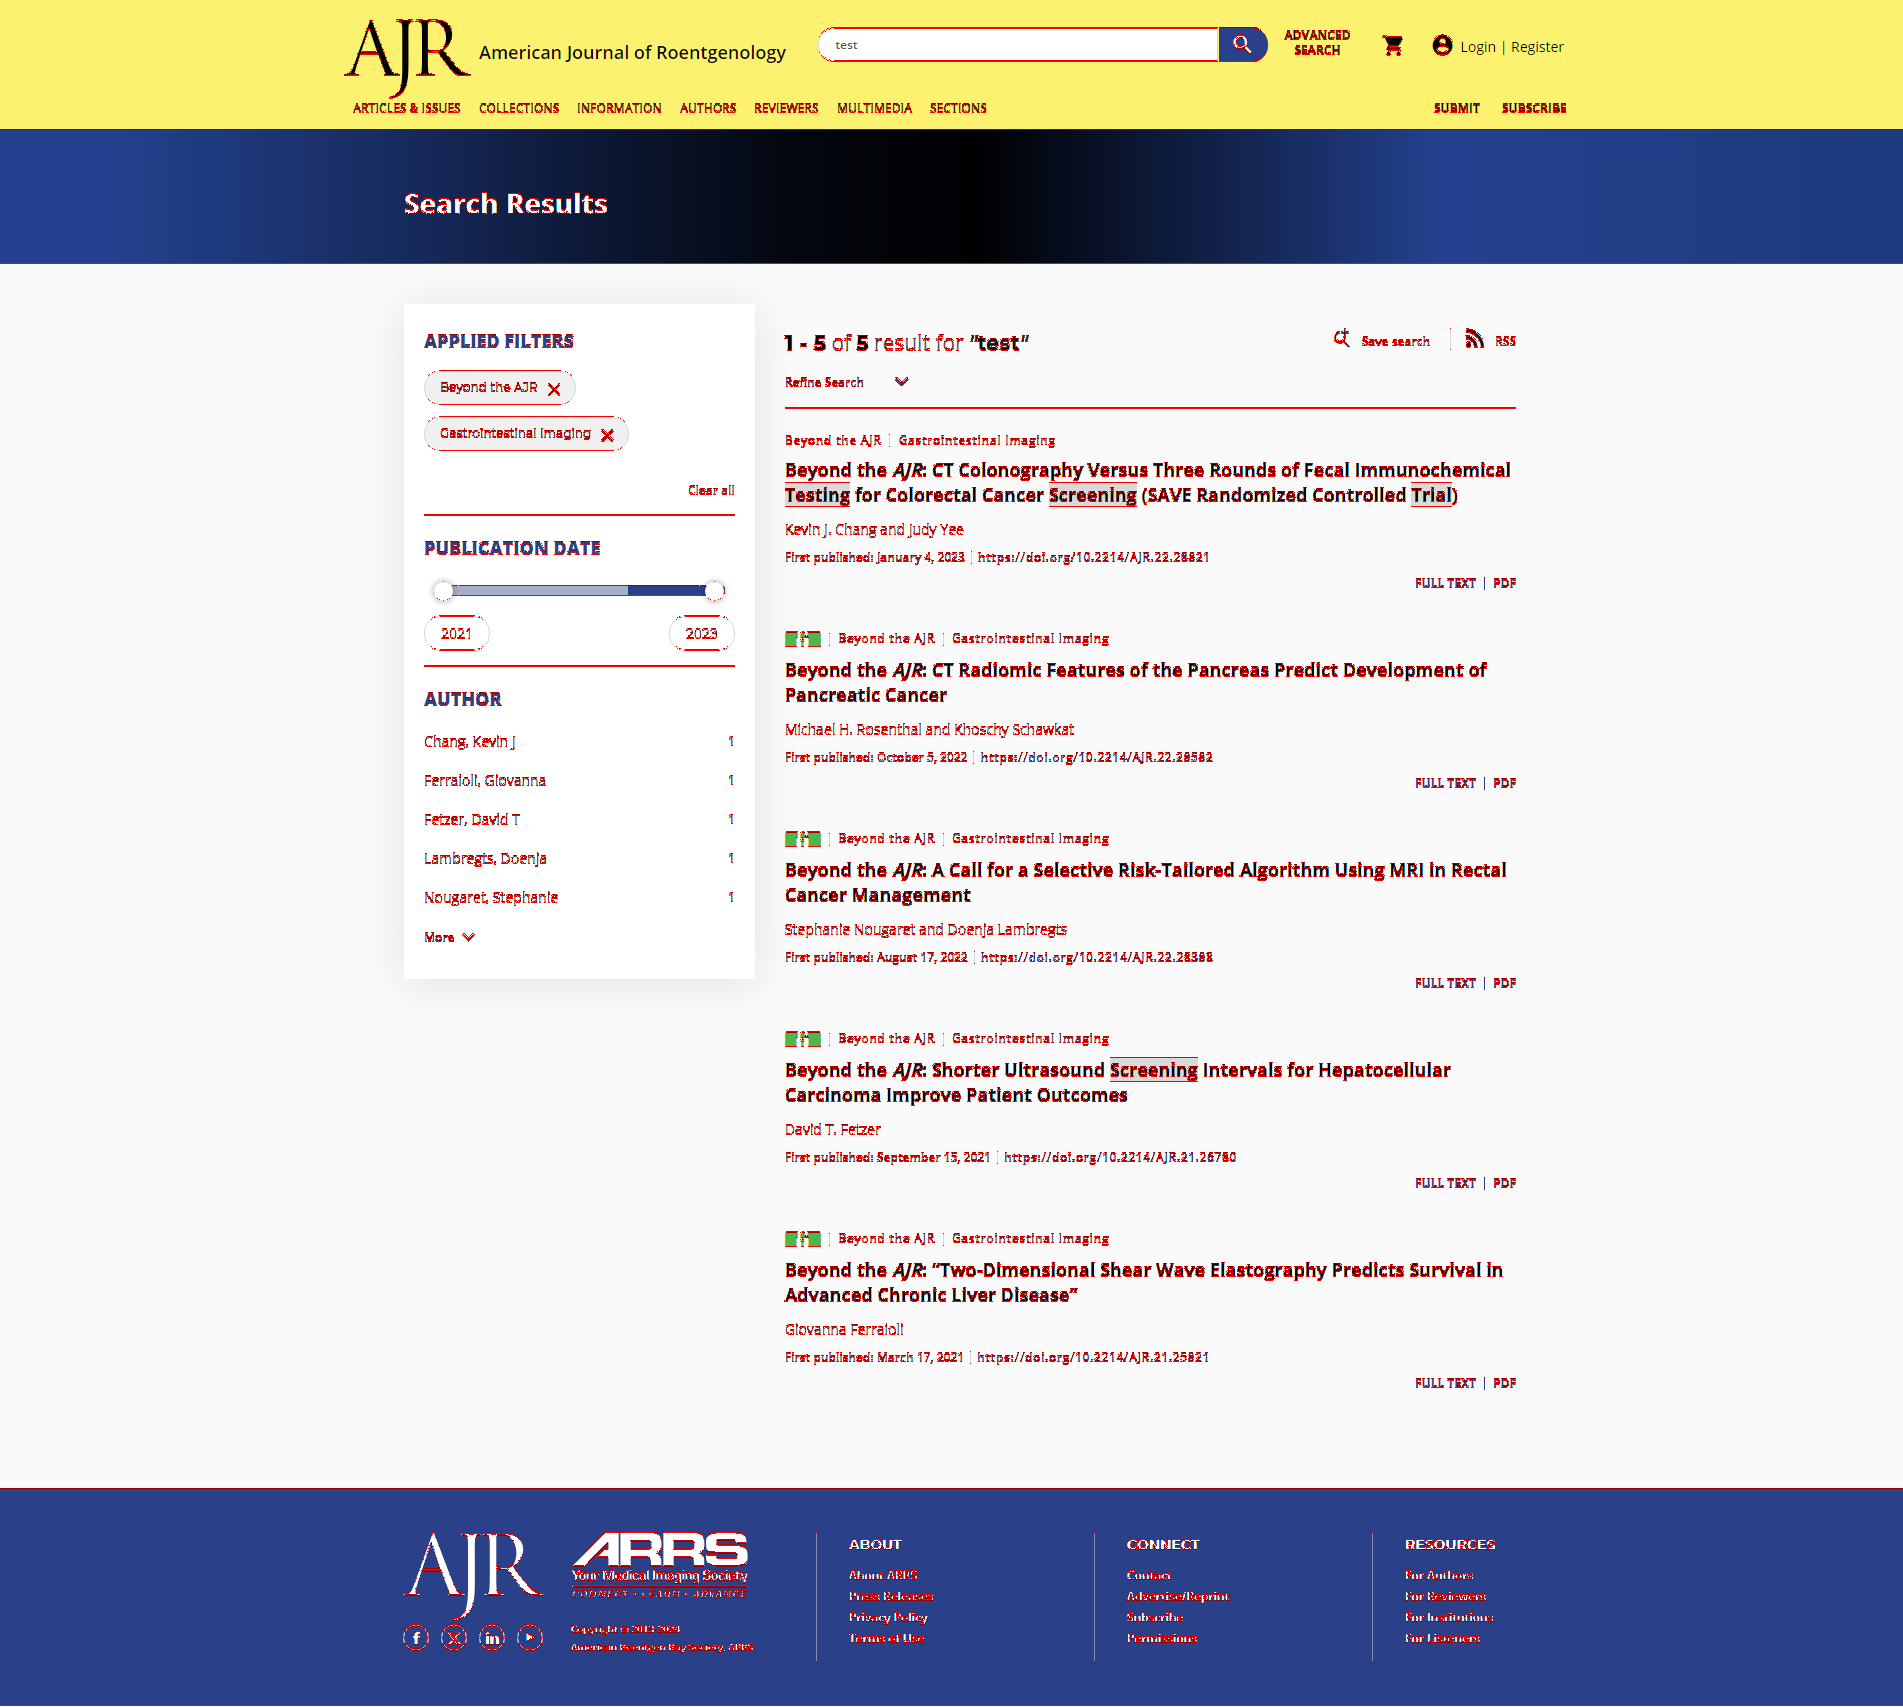 AJR American Journal of Roentgenology
test
ADVANCED
SEARCH
Login | Register
ARTICLES & ISSUES COLLECTIONS INFORMATION AUTHORS REVIEWERS MULTIMEDIA SECTIONS
SUBMIT SUBSCRIBE
Search Results
APPLIED FILTERS
Beyond the AJR
Gastrointestinal Imaging
Clear all
PUBLICATION DATE
2021 2023
AUTHOR
Chang, Kevin J 1
Ferraioli, Giovanna 1
Fetzer, David T 1
Lambregts, Doenja 1
Nougaret, Stephanie 1
More
1 - 5 of 5 result for "test"
Save search RSS
Refine Search
Beyond the AJR | Gastrointestinal Imaging
Beyond the AJR: CT Colonography Versus Three Rounds of Fecal Immunochemical
Testing for Colorectal Cancer Screening (SAVE Randomized Controlled Trial)
Kevin J. Chang and Judy Yee
First published: January 4, 2023 | https://doi.org/10.2214/AJR.22.28821
FULL TEXT | PDF
Beyond the AJR | Gastrointestinal Imaging
Beyond the AJR: CT Radiomic Features of the Pancreas Predict Development of
Pancreatic Cancer
Michael H. Rosenthal and Khoschy Schawkat
First published: October 5, 2022 | https://doi.org/10.2214/AJR.22.28582
FULL TEXT | PDF
Beyond the AJR | Gastrointestinal Imaging
Beyond the AJR: A Call for a Selective Risk-Tailored Algorithm Using MRI in Rectal
Cancer Management
Stephanie Nougaret and Doenja Lambregts
First published: August 17, 2022 | https://doi.org/10.2214/AJR.22.28398
FULL TEXT | PDF
Beyond the AJR | Gastrointestinal Imaging
Beyond the AJR: Shorter Ultrasound Screening Intervals for Hepatocellular
Carcinoma Improve Patient Outcomes
David T. Fetzer
First published: September 15, 2021 | https://doi.org/10.2214/AJR.21.26780
FULL TEXT | PDF
Beyond the AJR | Gastrointestinal Imaging
Beyond the AJR: “Two-Dimensional Shear Wave Elastography Predicts Survival in
Advanced Chronic Liver Disease”
Giovanna Ferraioli
First published: March 17, 2021 | https://doi.org/10.2214/AJR.21.25821
FULL TEXT | PDF
AJR
ARRS
Your Medical Imaging Society
CONNECT • LEARN • ADVANCE
Copyright © 2013-2024
American Roentgen Ray Society, ARRS
ABOUT
About ARRS
Press Releases
Privacy Policy
Terms of Use
CONNECT
Contact
Advertise/Reprint
Subscribe
Permissions
RESOURCES
For Authors
For Reviewers
For Institutions
For Listeners